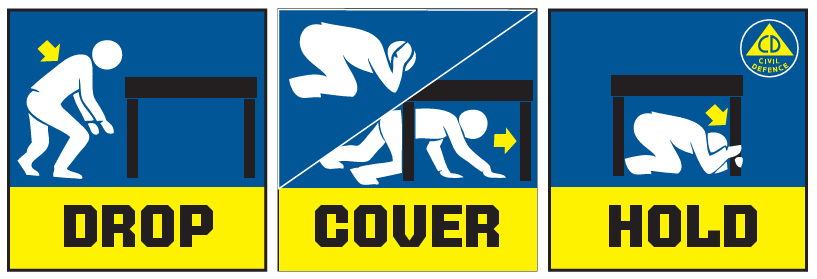 DROP
COVER
HOLD
CD
CIVIL
DEFENCE